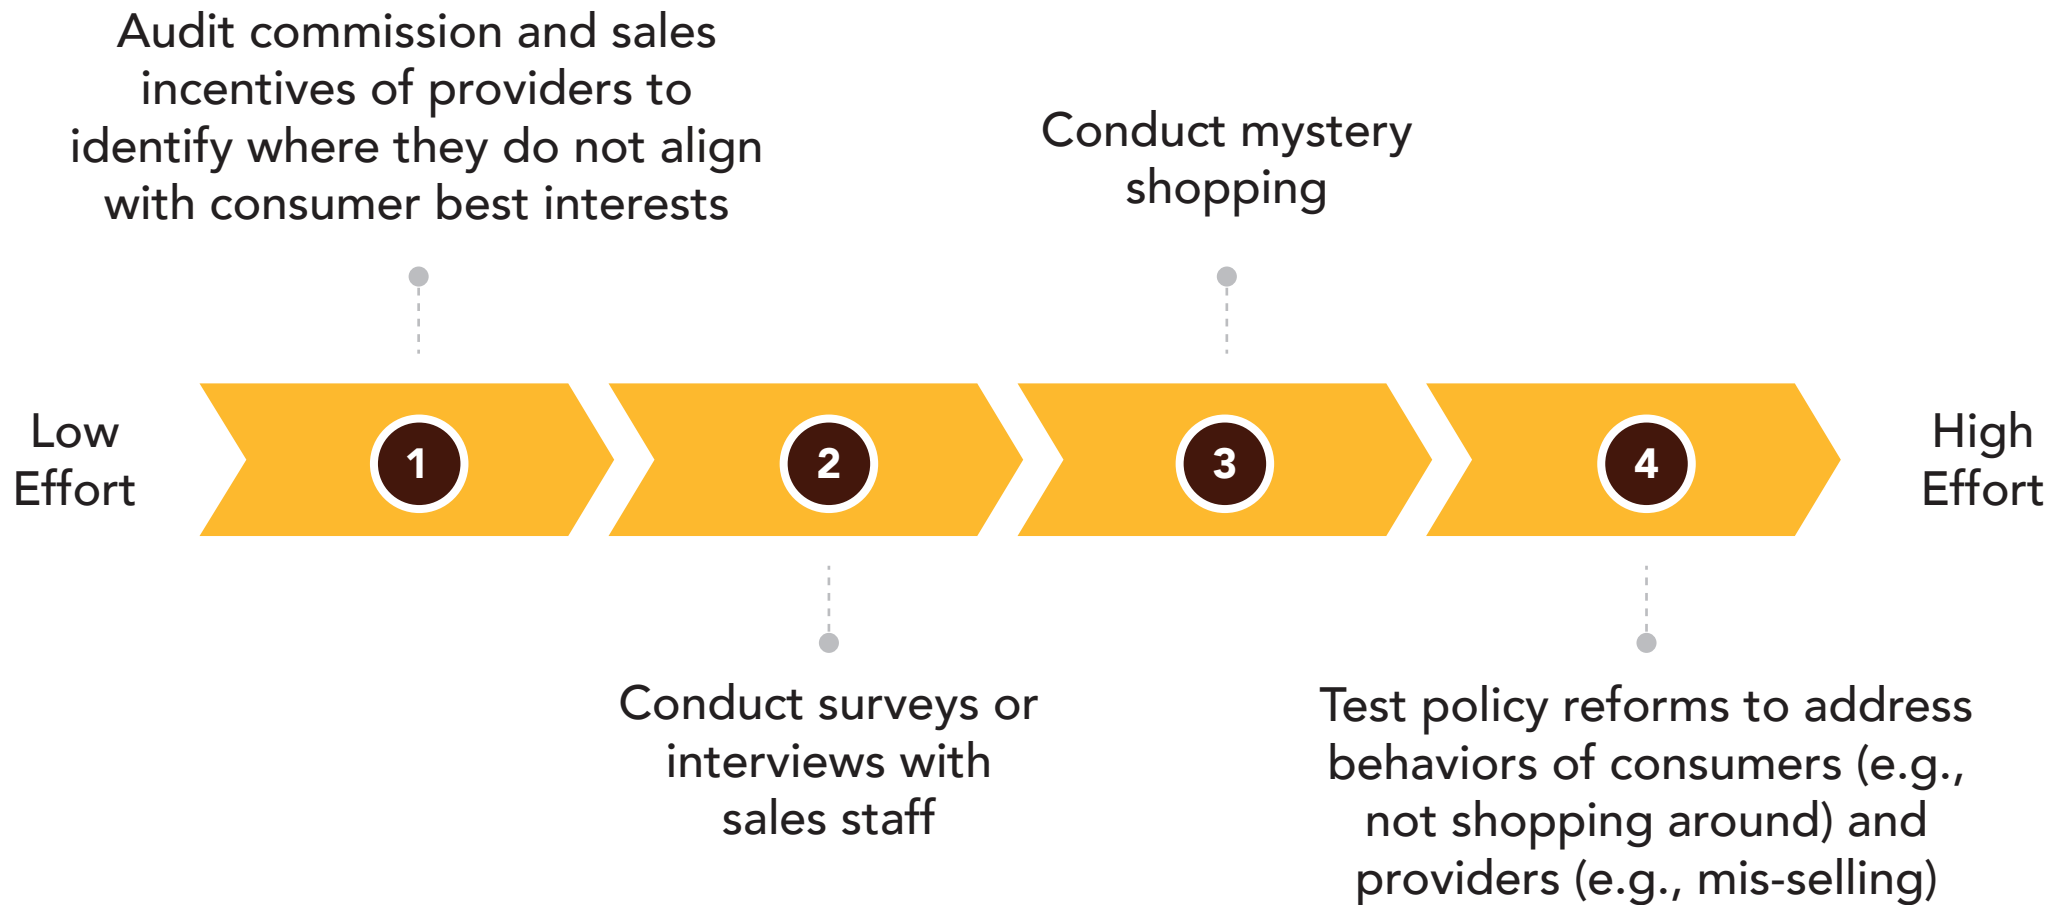 Audit commission and sales
incentives of providers to
identify where they do not align
with consumer best interests
Conduct mystery
shopping
Low
Effort
1
2
3
4
High
Effort
Conduct surveys or
interviews with
sales staff
Test policy reforms to address
behaviors of consumers (e.g.,
not shopping around) and
providers (e.g., mis-selling)